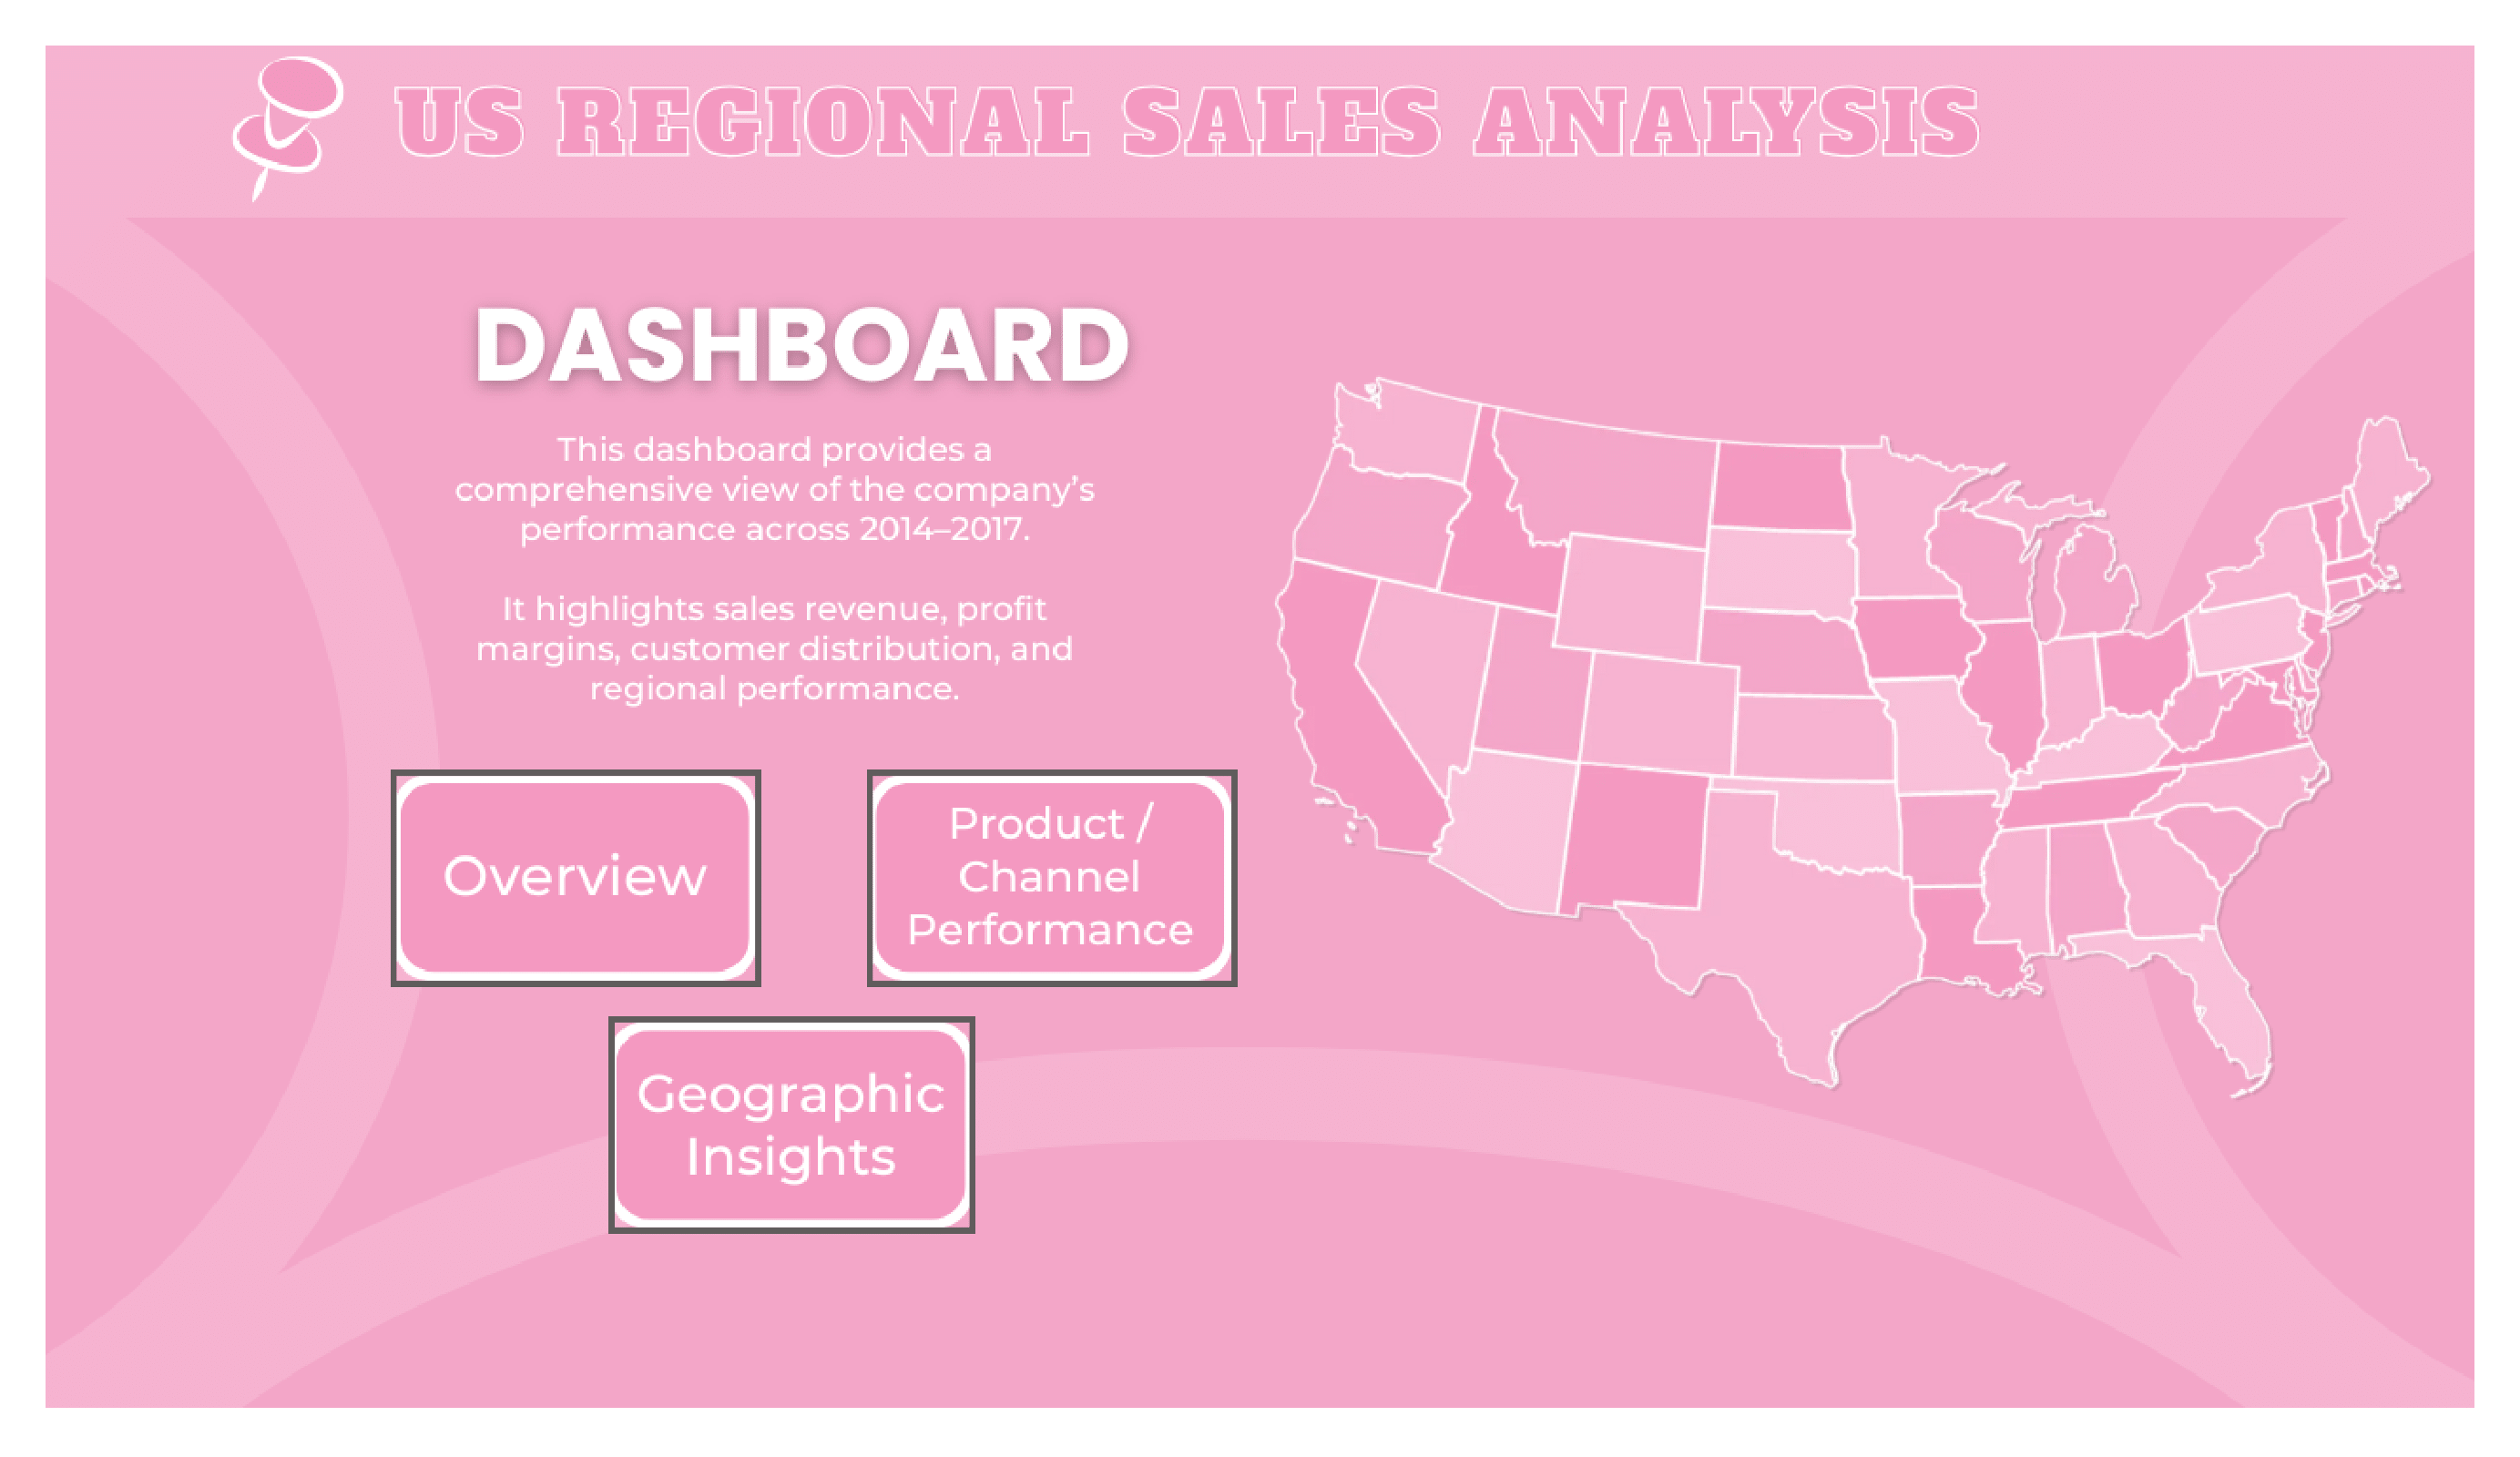 US REGIONAL SALES ANALYSIS
DASHBOARD
This dashboard provides a
comprehensive view of the company’s
performance across 2014–2017.
It highlights sales revenue, profit
margins, customer distribution, and
regional performance.
Overview
Product /
Channel
Performance
Geographic
Insights